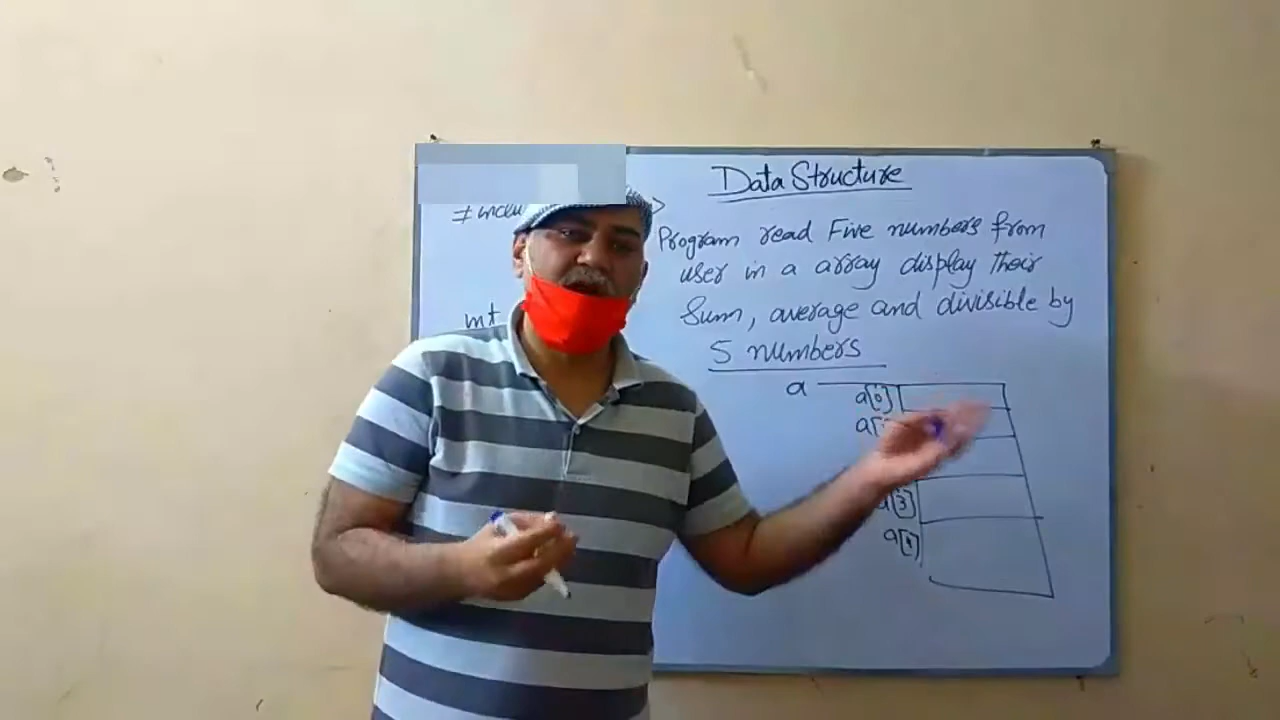 Data Structure
#inclu >
Program read Five numbers from
user in a array display their
Sum, average and divisible by
int
5 numbers
a
a[0]
a[
a[3]
a[4]